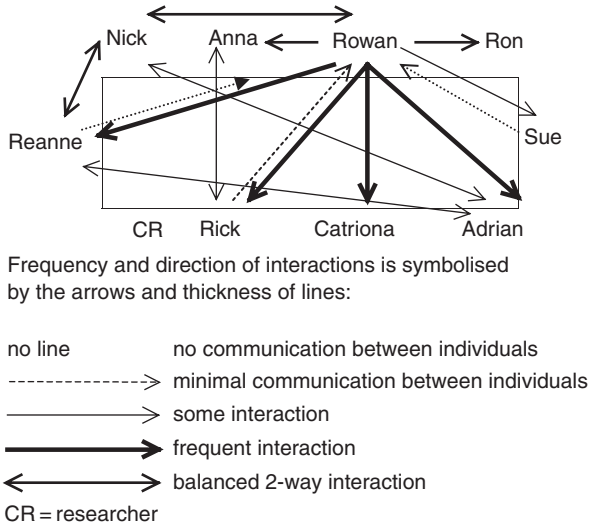 Nick Anna Rowan Ron
Reanne Sue
CR Rick Catriona Adrian
Frequency and direction of interactions is symbolised
by the arrows and thickness of lines:
no line no communication between individuals
minimal communication between individuals
some interaction
frequent interaction
balanced 2-way interaction
CR = researcher